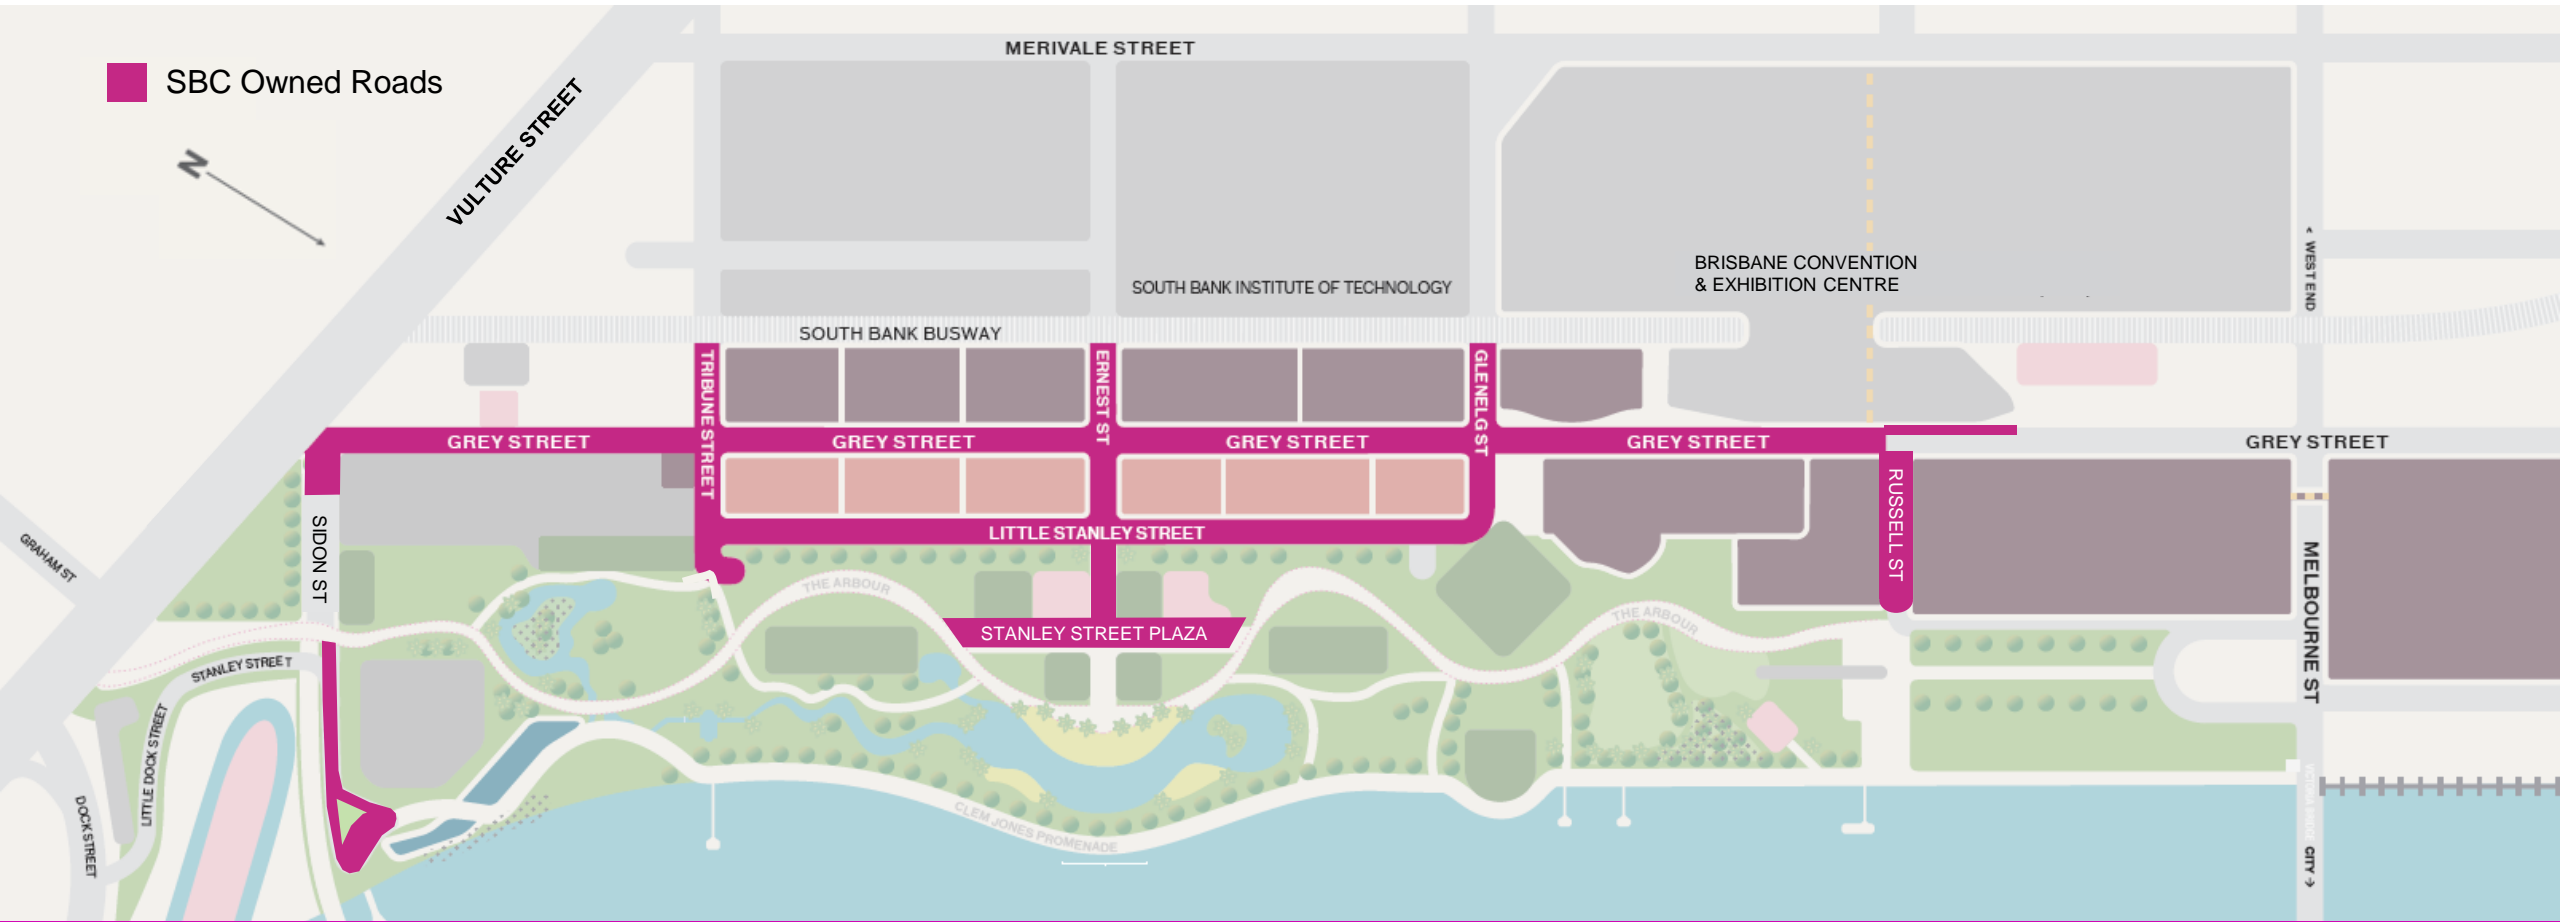 MERIVALE STREET
SBC Owned Roads
N
VULTURE STREET
SOUTH BANK INSTITUTE OF TECHNOLOGY
BRISBANE CONVENTION
& EXHIBITION CENTRE
< WEST END
SOUTH BANK BUSWAY
TRIBUNE STREET
ERNEST ST
GLENELG ST
GREY STREET
GREY STREET
GREY STREET
GREY STREET
GREY STREET
RUSSELL ST
SIDON ST
LITTLE STANLEY STREET
GRAHAM ST
MELBOURNE ST
THE ARBOUR
THE ARBOUR
STANLEY STREET PLAZA
STANLEY STREET
LITTLE DOCK STREET
DOCK STREET
CLEM JONES PROMENADE
VICTORIA BRIDGE
CITY →